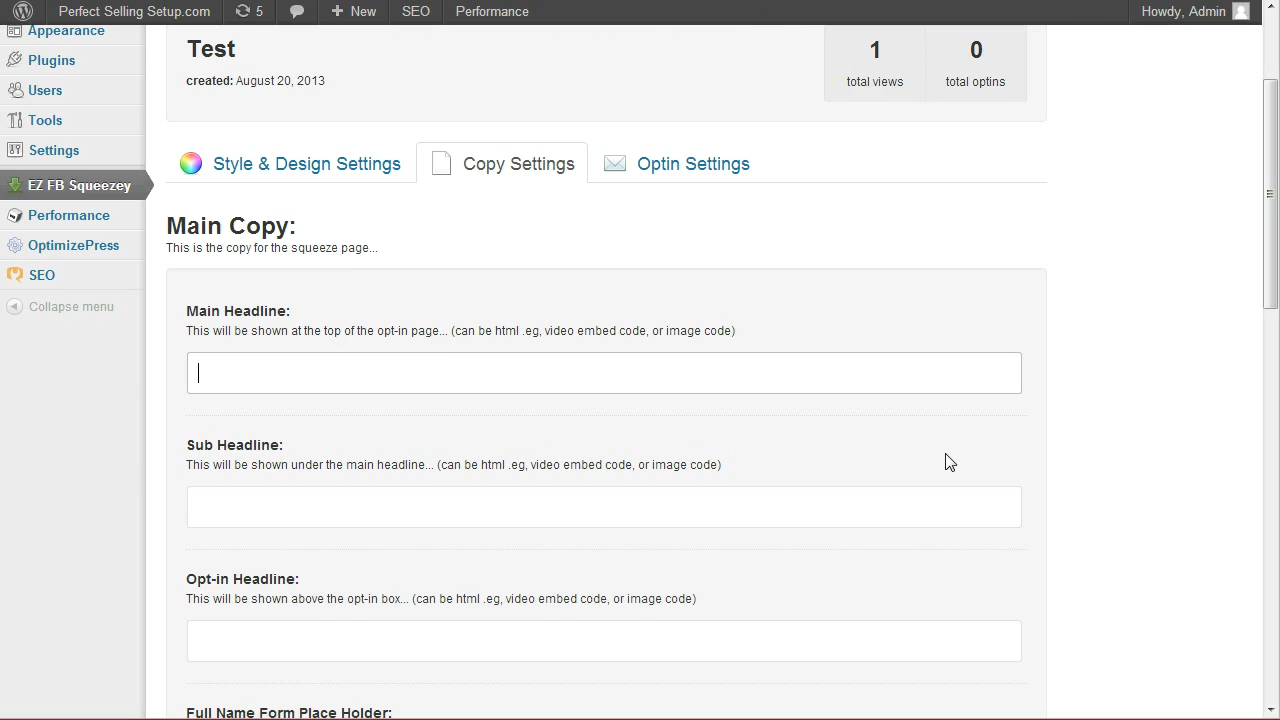 Perfect Selling Setup.com 5 New SEO Performance Howdy, Admin
Appearance
Plugins
Users
Tools
Settings
EZ FB Squeezey
Performance
OptimizePress
SEO
Collapse menu
Test
created: August 20, 2013
1
total views
0
total optins
Style & Design Settings Copy Settings Optin Settings
Main Copy:
This is the copy for the squeeze page...
Main Headline:
This will be shown at the top of the opt-in page... (can be html .eg, video embed code, or image code)
Sub Headline:
This will be shown under the main headline... (can be html .eg, video embed code, or image code)
Opt-in Headline:
This will be shown above the opt-in box... (can be html .eg, video embed code, or image code)
Full Name Form Place Holder: